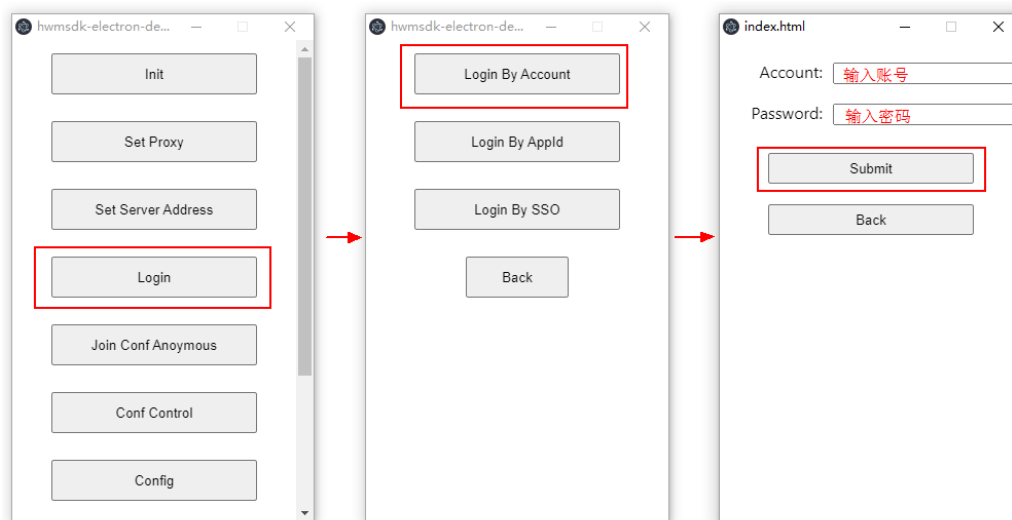 hwmsdk-electron-de...
Init
Set Proxy
Set Server Address
Login
Join Conf Anoymous
Conf Control
Config
hwmsdk-electron-de...
Login By Account
Login By AppId
Login By SSO
Back
index.html
Account: 输入账号
Password: 输入密码
Submit
Back